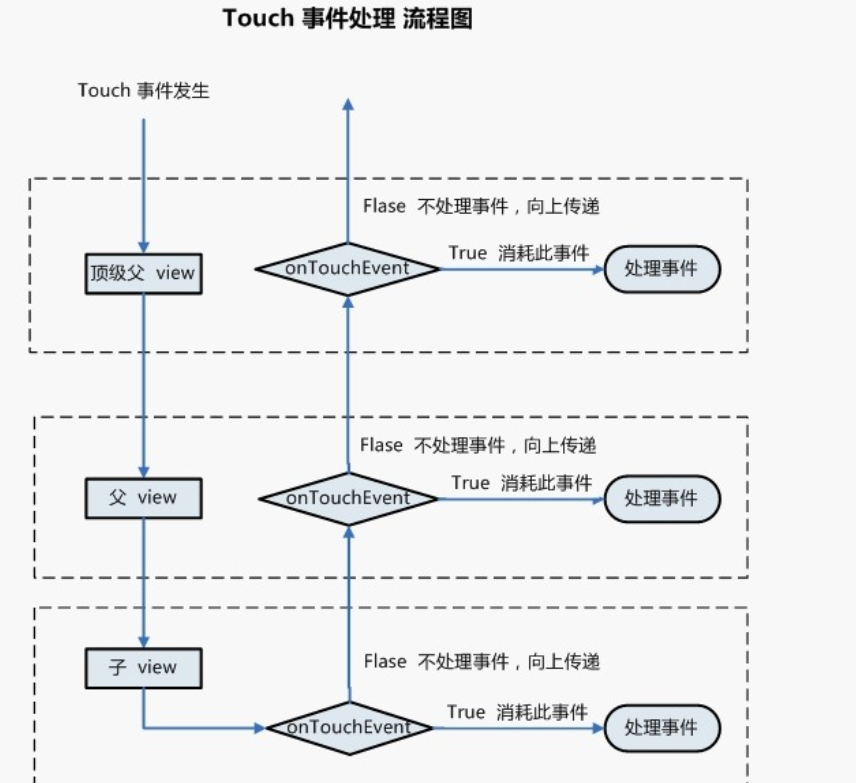 Touch 事件处理 流程图
Touch 事件发生
Flase 不处理事件，向上传递
True 消耗此事件
顶级父 view
onTouchEvent
处理事件
Flase 不处理事件，向上传递
True 消耗此事件
父 view
onTouchEvent
处理事件
Flase 不处理事件，向上传递
子 view
True 消耗此事件
onTouchEvent
处理事件